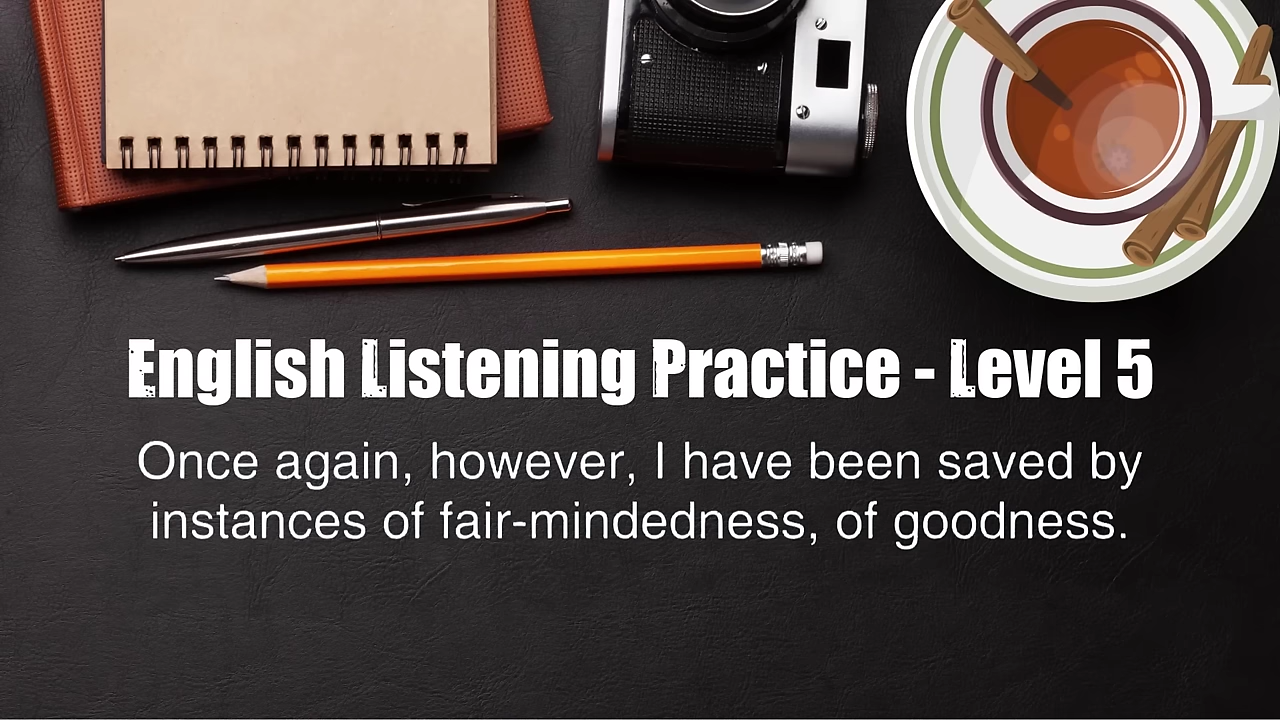 English Listening Practice - Level 5
Once again, however, I have been saved by
instances of fair-mindedness, of goodness.